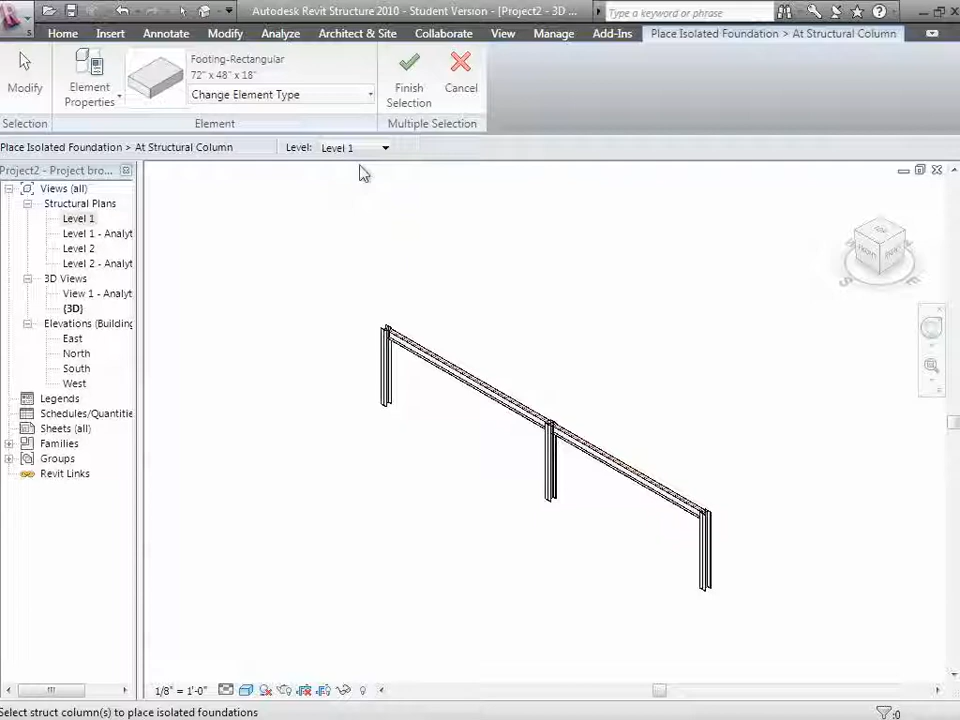 Autodesk Revit Structure 2010 - Student Version - [Project2 - 3D ...
Type a keyword or phrase
Home Insert Annotate Modify Analyze Architect & Site Collaborate View Manage Add-Ins Place Isolated Foundation > At Structural Column
Modify
Element
Properties
Footing-Rectangular
72" x 48" x 18"
Change Element Type
Finish
Selection
Cancel
Selection Element Multiple Selection
Place Isolated Foundation > At Structural Column Level: Level 1
Project2 - Project bro...
Views (all)
Structural Plans
Level 1
Level 1 - Analyt
Level 2
Level 2 - Analyt
3D Views
View 1 - Analyt
{3D}
Elevations (Building
East
North
South
West
Legends
Schedules/Quantitie
Sheets (all)
Families
Groups
Revit Links
TOP
FRONT
RIGHT
S
E
1/8" = 1'-0"
Select struct column(s) to place isolated foundations
:0